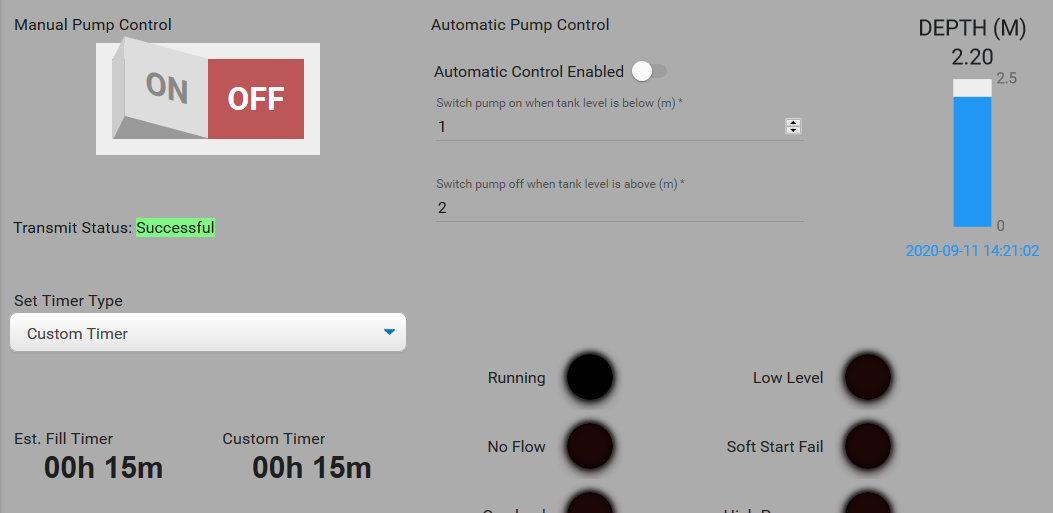 Manual Pump Control
ON
OFF
Transmit Status: Successful
Set Timer Type
Custom Timer
Est. Fill Timer
00h 15m
Custom Timer
00h 15m
Automatic Pump Control
Automatic Control Enabled
Switch pump on when tank level is below (m) *
1
Switch pump off when tank level is above (m) *
2
DEPTH (M)
2.20
2.5
0
2020-09-11 14:21:02
Running
Low Level
No Flow
Soft Start Fail